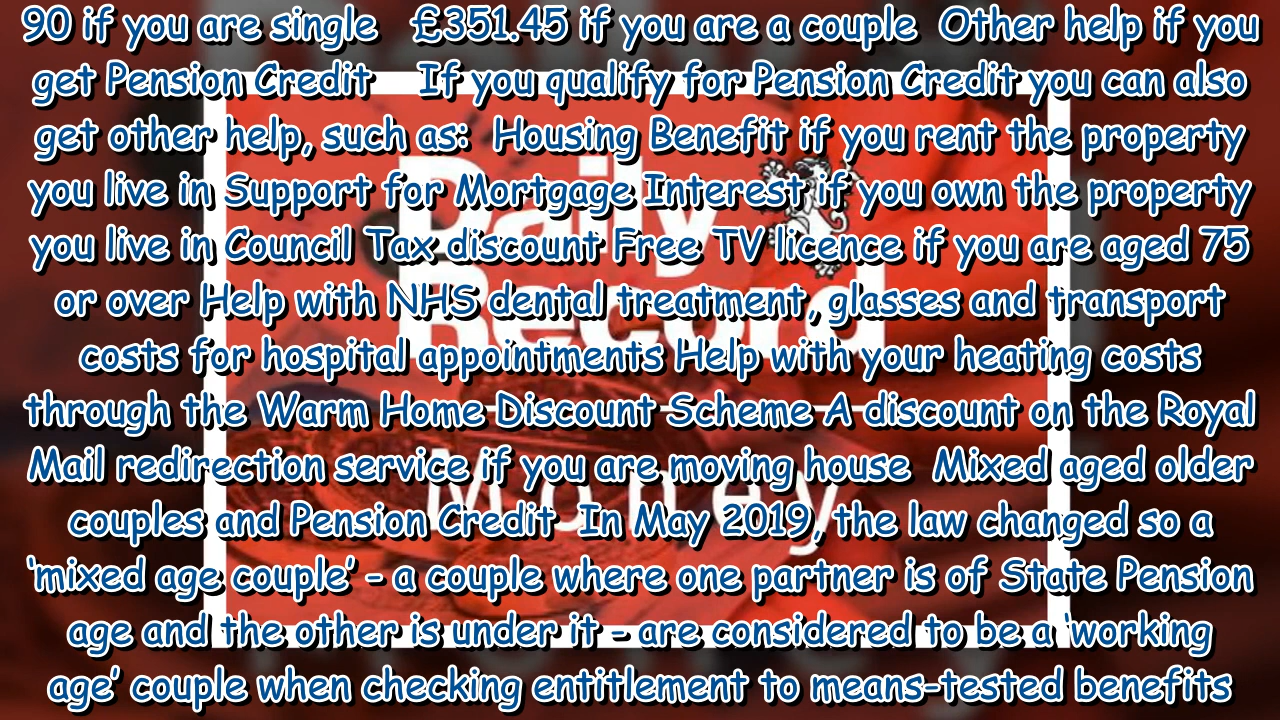 90 if you are single £351.45 if you are a couple Other help if you
get Pension Credit If you qualify for Pension Credit you can also
get other help, such as: Housing Benefit if you rent the property
you live in Support for Mortgage Interest if you own the property
you live in Council Tax discount Free TV licence if you are aged 75
or over Help with NHS dental treatment, glasses and transport
costs for hospital appointments Help with your heating costs
through the Warm Home Discount Scheme A discount on the Royal
Mail redirection service if you are moving house Mixed aged older
couples and Pension Credit In May 2019, the law changed so a
‘mixed age couple’ - a couple where one partner is of State Pension
age and the other is under it - are considered to be a ‘working
age’ couple when checking entitlement to means-tested benefits
Daily
Record
Money